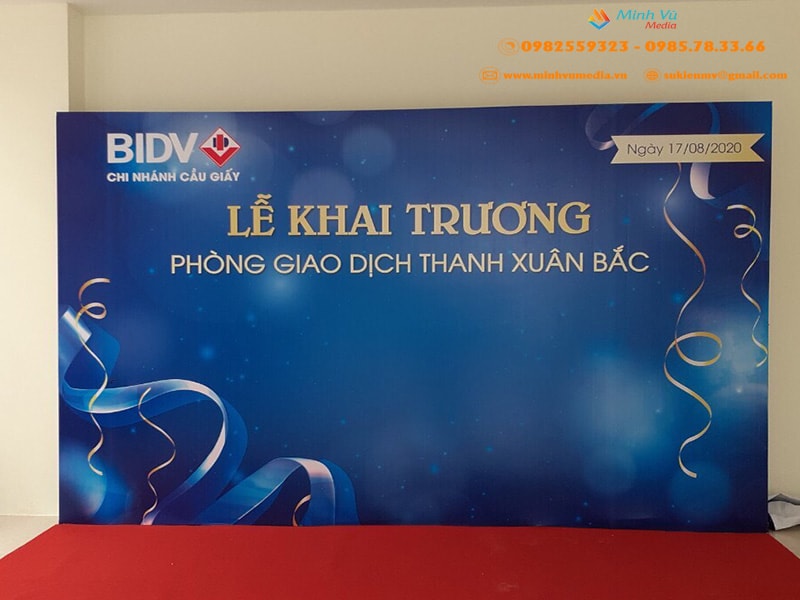 Minh Vũ
Media
0982559323 - 0985.78.33.66
www.minhvumedia.vn sukienmv@gmail.com
BIDV
CHI NHÁNH CẦU GIẤY
Ngày 17/08/2020
LỄ KHAI TRƯƠNG
PHÒNG GIAO DỊCH THANH XUÂN BẮC